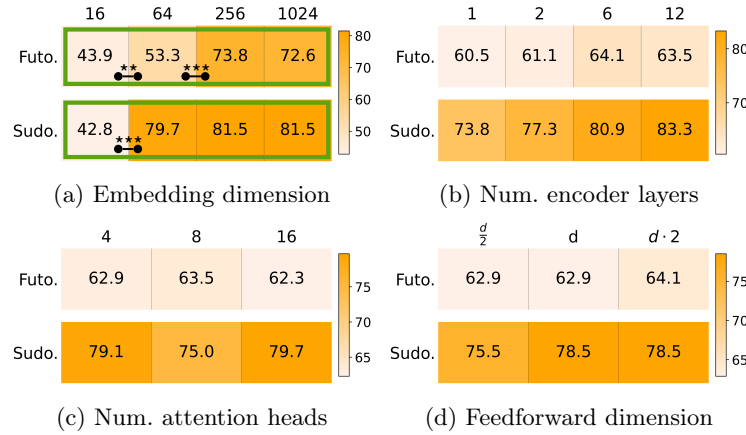 16 64 256 1024
Futo. 43.9 53.3 73.8 72.6
★★ ★★★
Sudo. 42.8 79.7 81.5 81.5
★★★
80
70
60
50
(a) Embedding dimension
1 2 6 12
Futo. 60.5 61.1 64.1 63.5
Sudo. 73.8 77.3 80.9 83.3
80
70
(b) Num. encoder layers
4 8 16
Futo. 62.9 63.5 62.3
Sudo. 79.1 75.0 79.7
75
70
65
(c) Num. attention heads
d/2 d d · 2
Futo. 62.9 62.9 64.1
Sudo. 75.5 78.5 78.5
75
70
65
(d) Feedforward dimension